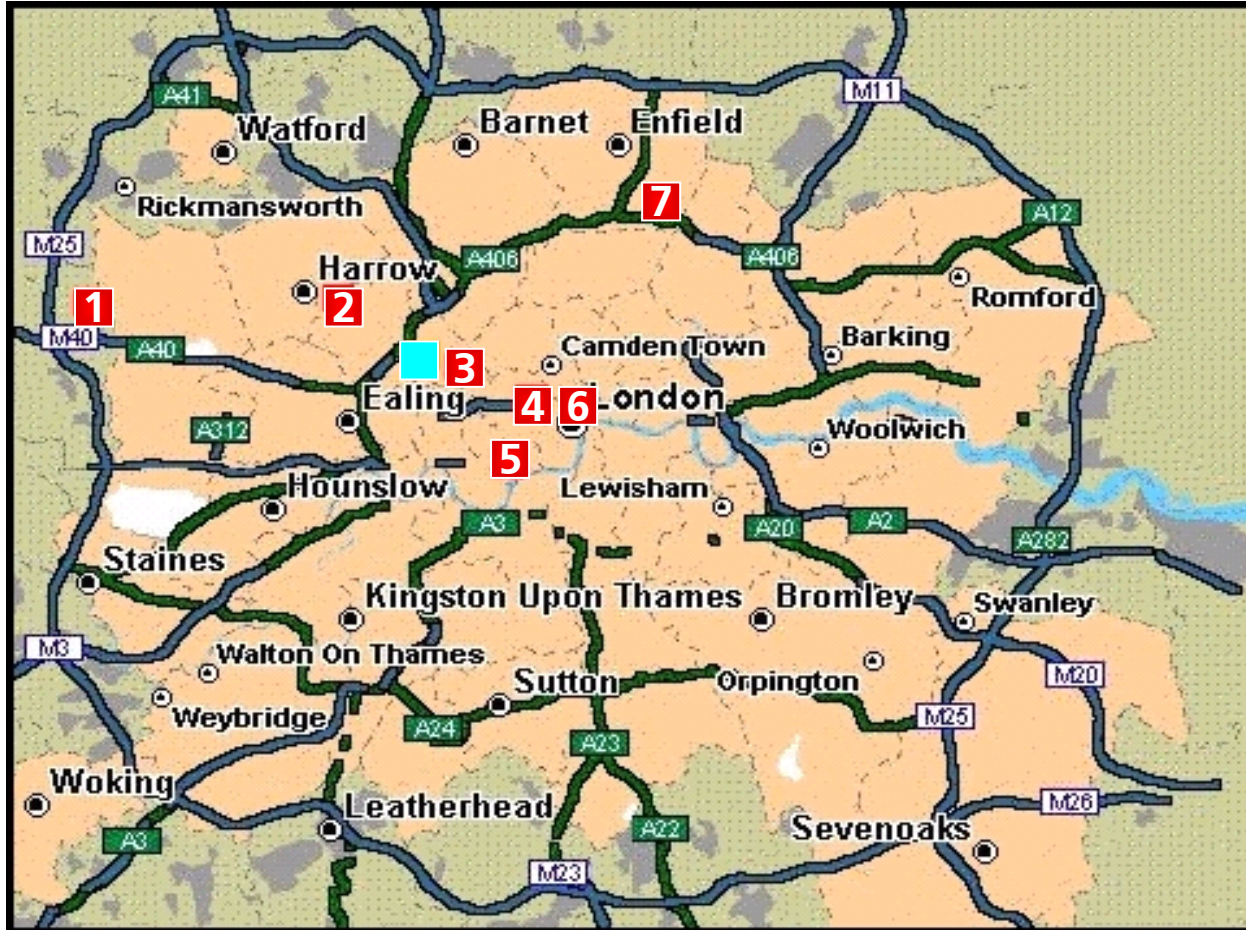 M11
A41
Barnet
Enfield
Watford
Rickmansworth
7
A12
M25
A406
A406
Harrow
Romford
1
2
M40
A40
Camden Town
Barking
3
Ealing
4
6
London
A312
Woolwich
5
Hounslow
Lewisham
A3
A20
A2
A282
Staines
Kingston Upon Thames
Bromley
Swanley
M3
Walton On Thames
Sutton
Orpington
M20
Weybridge
A24
M25
A23
Woking
Leatherhead
M26
A3
A22
Sevenoaks
M23